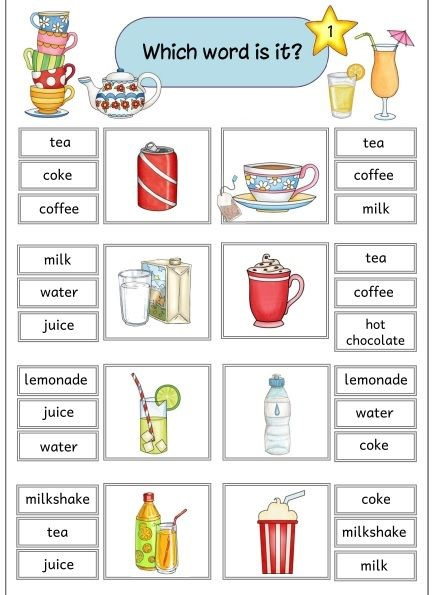 Which word is it?
1
tea
coke
coffee
tea
coffee
milk
milk
water
juice
tea
coffee
hot
chocolate
lemonade
juice
water
lemonade
water
coke
milkshake
tea
juice
coke
milkshake
milk